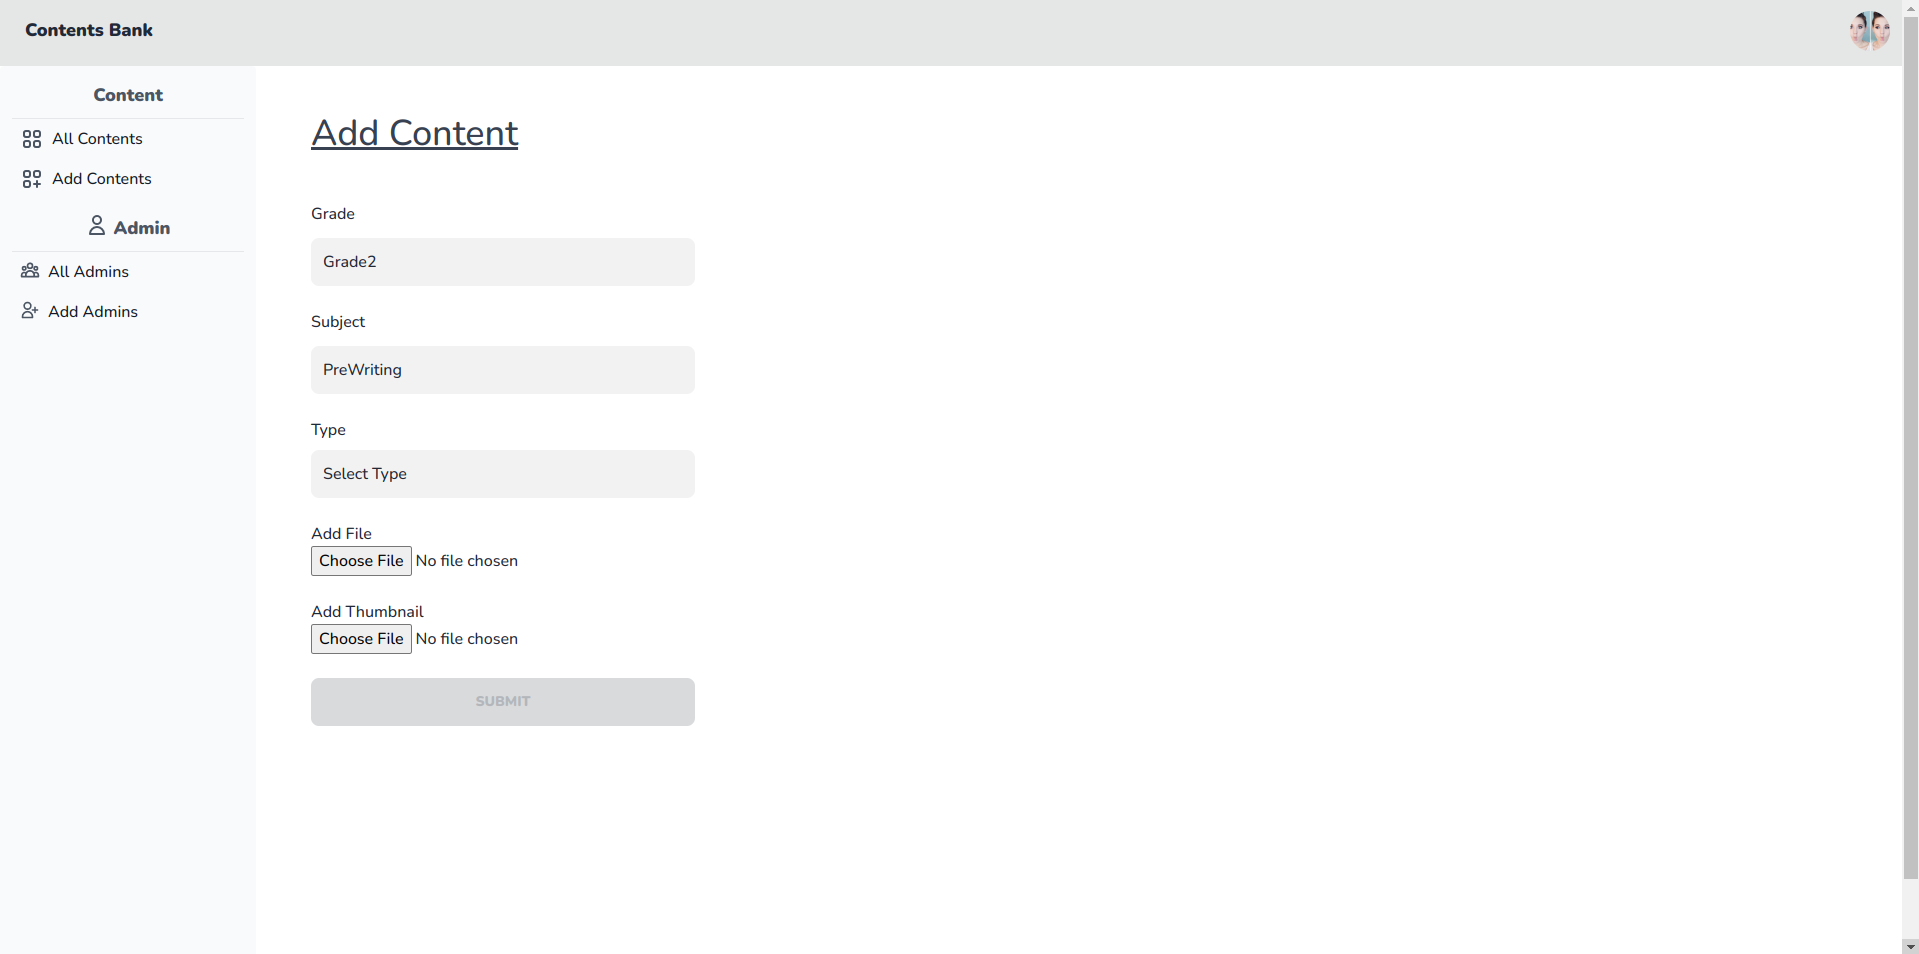 Contents Bank
Content
All Contents
Add Contents
Admin
All Admins
Add Admins
Add Content
Grade
Grade2
Subject
PreWriting
Type
Select Type
Add File
Choose File No file chosen
Add Thumbnail
Choose File No file chosen
SUBMIT